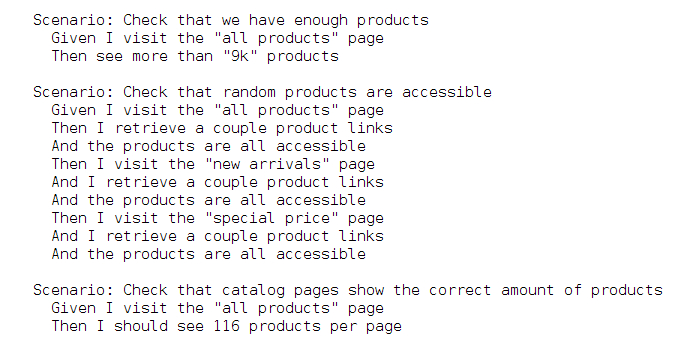 Scenario: Check that we have enough products
Given I visit the "all products" page
Then see more than "9k" products
Scenario: Check that random products are accessible
Given I visit the "all products" page
Then I retrieve a couple product links
And the products are all accessible
Then I visit the "new arrivals" page
And I retrieve a couple product links
And the products are all accessible
Then I visit the "special price" page
And I retrieve a couple product links
And the products are all accessible
Scenario: Check that catalog pages show the correct amount of products
Given I visit the "all products" page
Then I should see 116 products per page